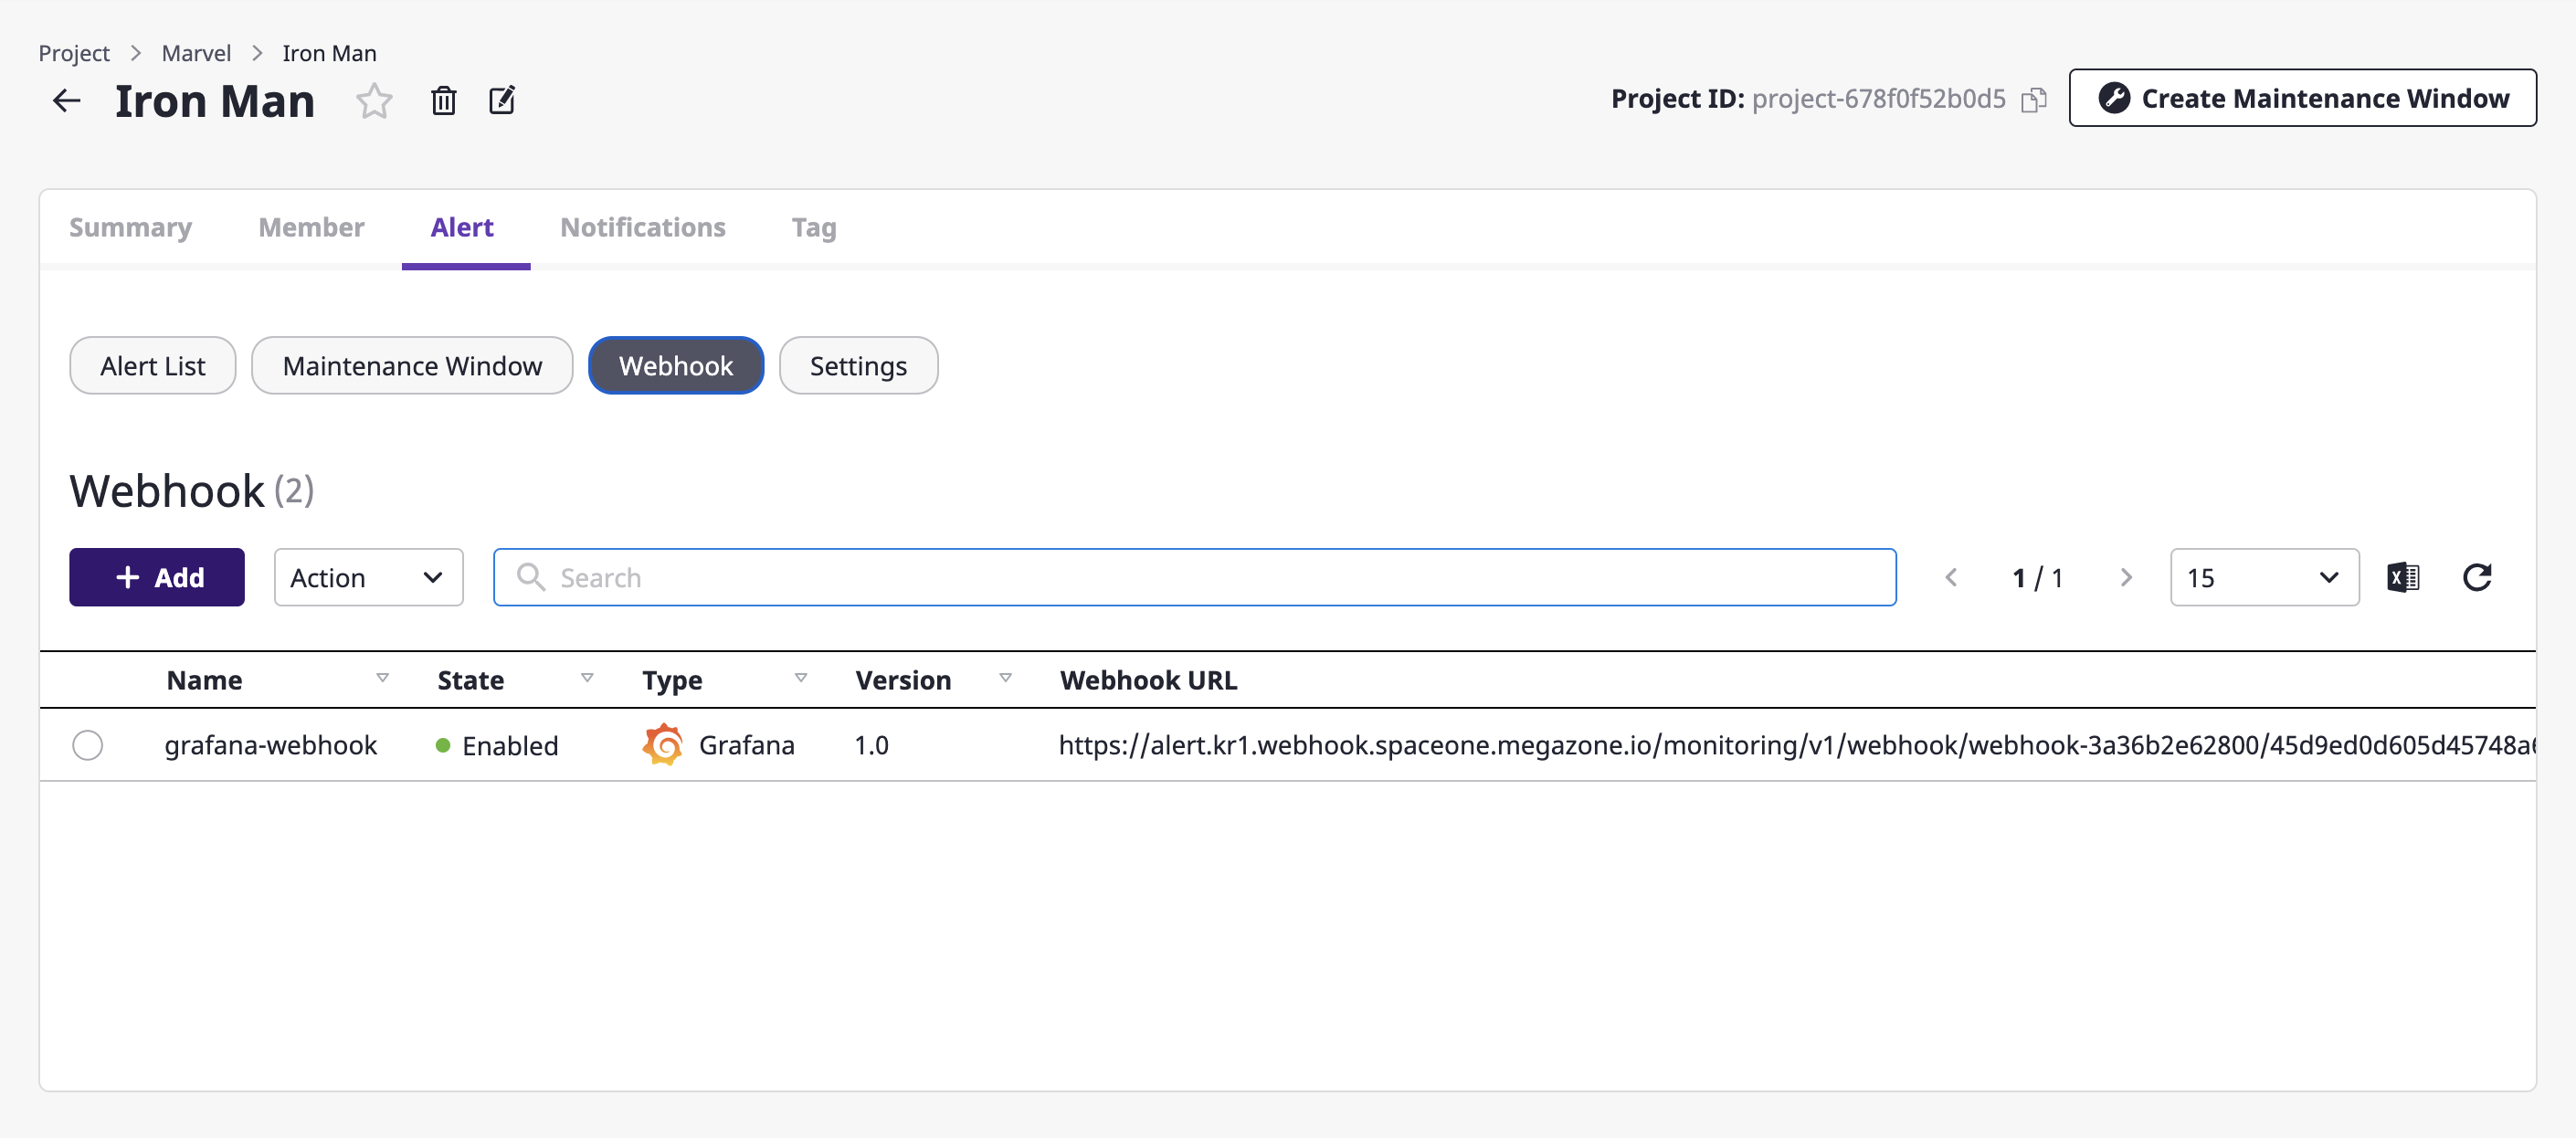 Project > Marvel > Iron Man
Iron Man
Project ID: project-678f0f52b0d5
Create Maintenance Window
Summary Member Alert Notifications Tag
Alert List Maintenance Window Webhook Settings
Webhook (2)
+ Add Action Search 1 / 1 15
Name State Type Version Webhook URL
grafana-webhook Enabled Grafana 1.0 https://alert.kr1.webhook.spaceone.megazone.io/monitoring/v1/webhook/webhook-3a36b2e62800/45d9ed0d605d45748a6